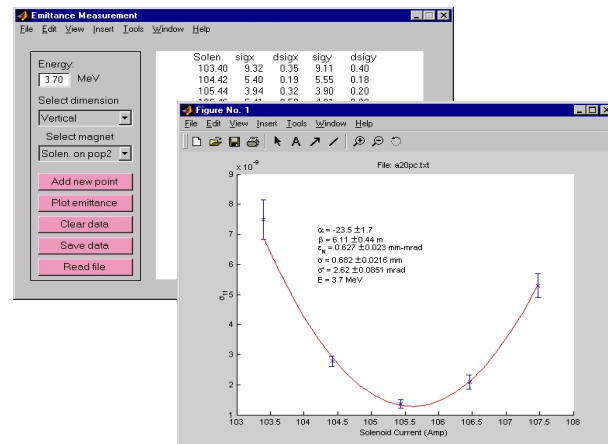 Emittance Measurement
File Edit View Insert Tools Window Help
Energy:
3.70 MeV
Select dimension
Vertical
Select magnet
Solen. on pop2
Add new point
Plot emittance
Clear data
Save data
Read file
Solen. sigx dsigx sigy dsigy
103.40 9.32 0.35 9.11 0.40
104.42 5.40 0.19 5.55 0.18
105.44 3.94 0.32 3.90 0.20
Figure No. 1
File Edit View Insert Tools Window Help
File: a20pc.txt
x 10⁻⁹
9
8
7
6
5
4
3
2
1
σ₁₁
α = -23.5 ±1.7
β = 6.11 ±0.44 m
ε_N = 0.627 ±0.023 mm-mrad
σ = 0.682 ±0.0216 mm
σ' = 2.62 ±0.0851 mrad
E = 3.7 MeV
103 103.5 104 104.5 105 105.5 106 106.5 107 107.5 108
Solenoid Current (Amp)